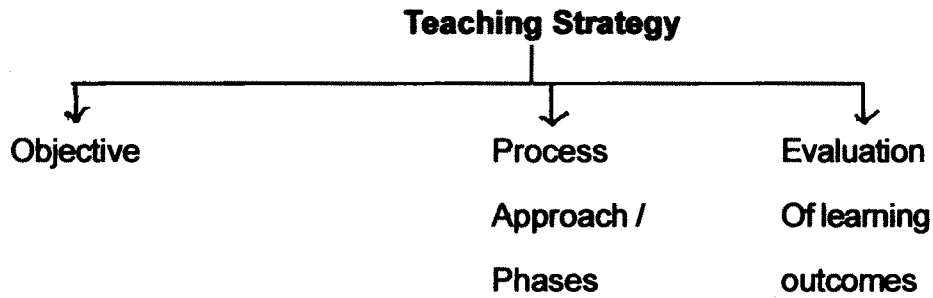 Teaching Strategy
Objective Process Evaluation
Approach / Of learning
Phases outcomes